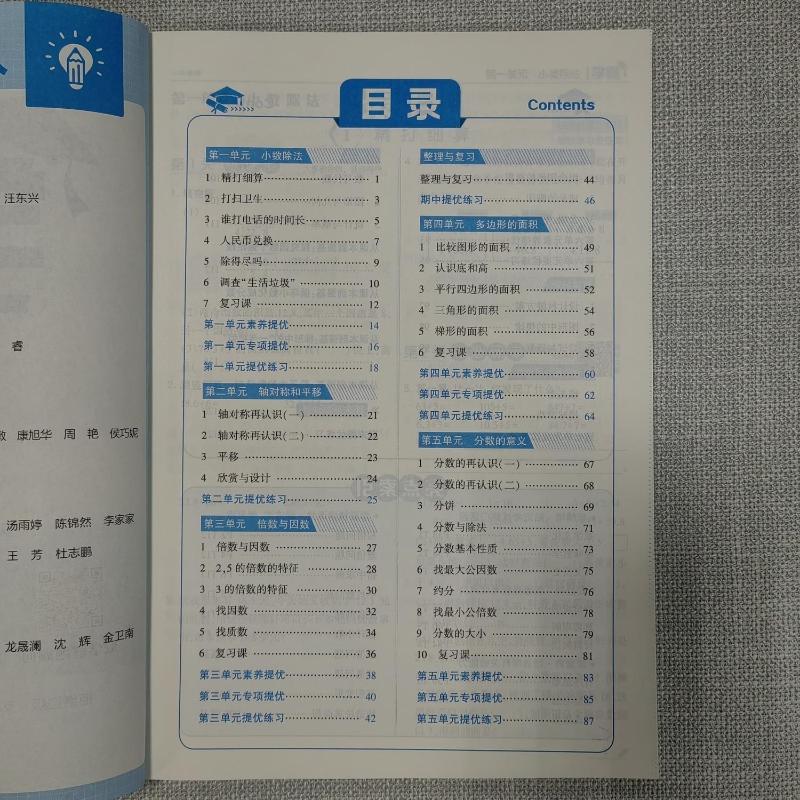 汪东兴
睿
康旭华 周 艳 侯巧妮
汤雨婷 陈锦然 李家家
王 芳 杜志鹏
龙晟澜 沈 辉 金卫南
目录
Contents
第一单元 小数除法
1 精打细算 1
2 打扫卫生 3
3 谁打电话的时间长 5
4 人民币兑换 7
5 除得尽吗 9
6 调查“生活垃圾” 10
7 复习课 12
第一单元素养提优 14
第一单元专项提优 16
第一单元提优练习 18
第二单元 轴对称和平移
1 轴对称再认识(一) 21
2 轴对称再认识(二) 22
3 平移 23
4 欣赏与设计 24
第二单元提优练习 25
第三单元 倍数与因数
1 倍数与因数 27
2 2,5的倍数的特征 28
3 3的倍数的特征 30
4 找因数 32
5 找质数 34
6 复习课 36
第三单元素养提优 38
第三单元专项提优 40
第三单元提优练习 42
整理与复习
整理与复习 44
期中提优练习 46
第四单元 多边形的面积
1 比较图形的面积 49
2 认识底和高 51
3 平行四边形的面积 52
4 三角形的面积 54
5 梯形的面积 56
6 复习课 58
第四单元素养提优 60
第四单元专项提优 62
第四单元提优练习 64
第五单元 分数的意义
1 分数的再认识(一) 67
2 分数的再认识(二) 68
3 分饼 69
4 分数与除法 71
5 分数基本性质 73
6 找最大公因数 75
7 约分 76
8 找最小公倍数 78
9 分数的大小 79
10 复习课 81
第五单元素养提优 83
第五单元专项提优 85
第五单元提优练习 87